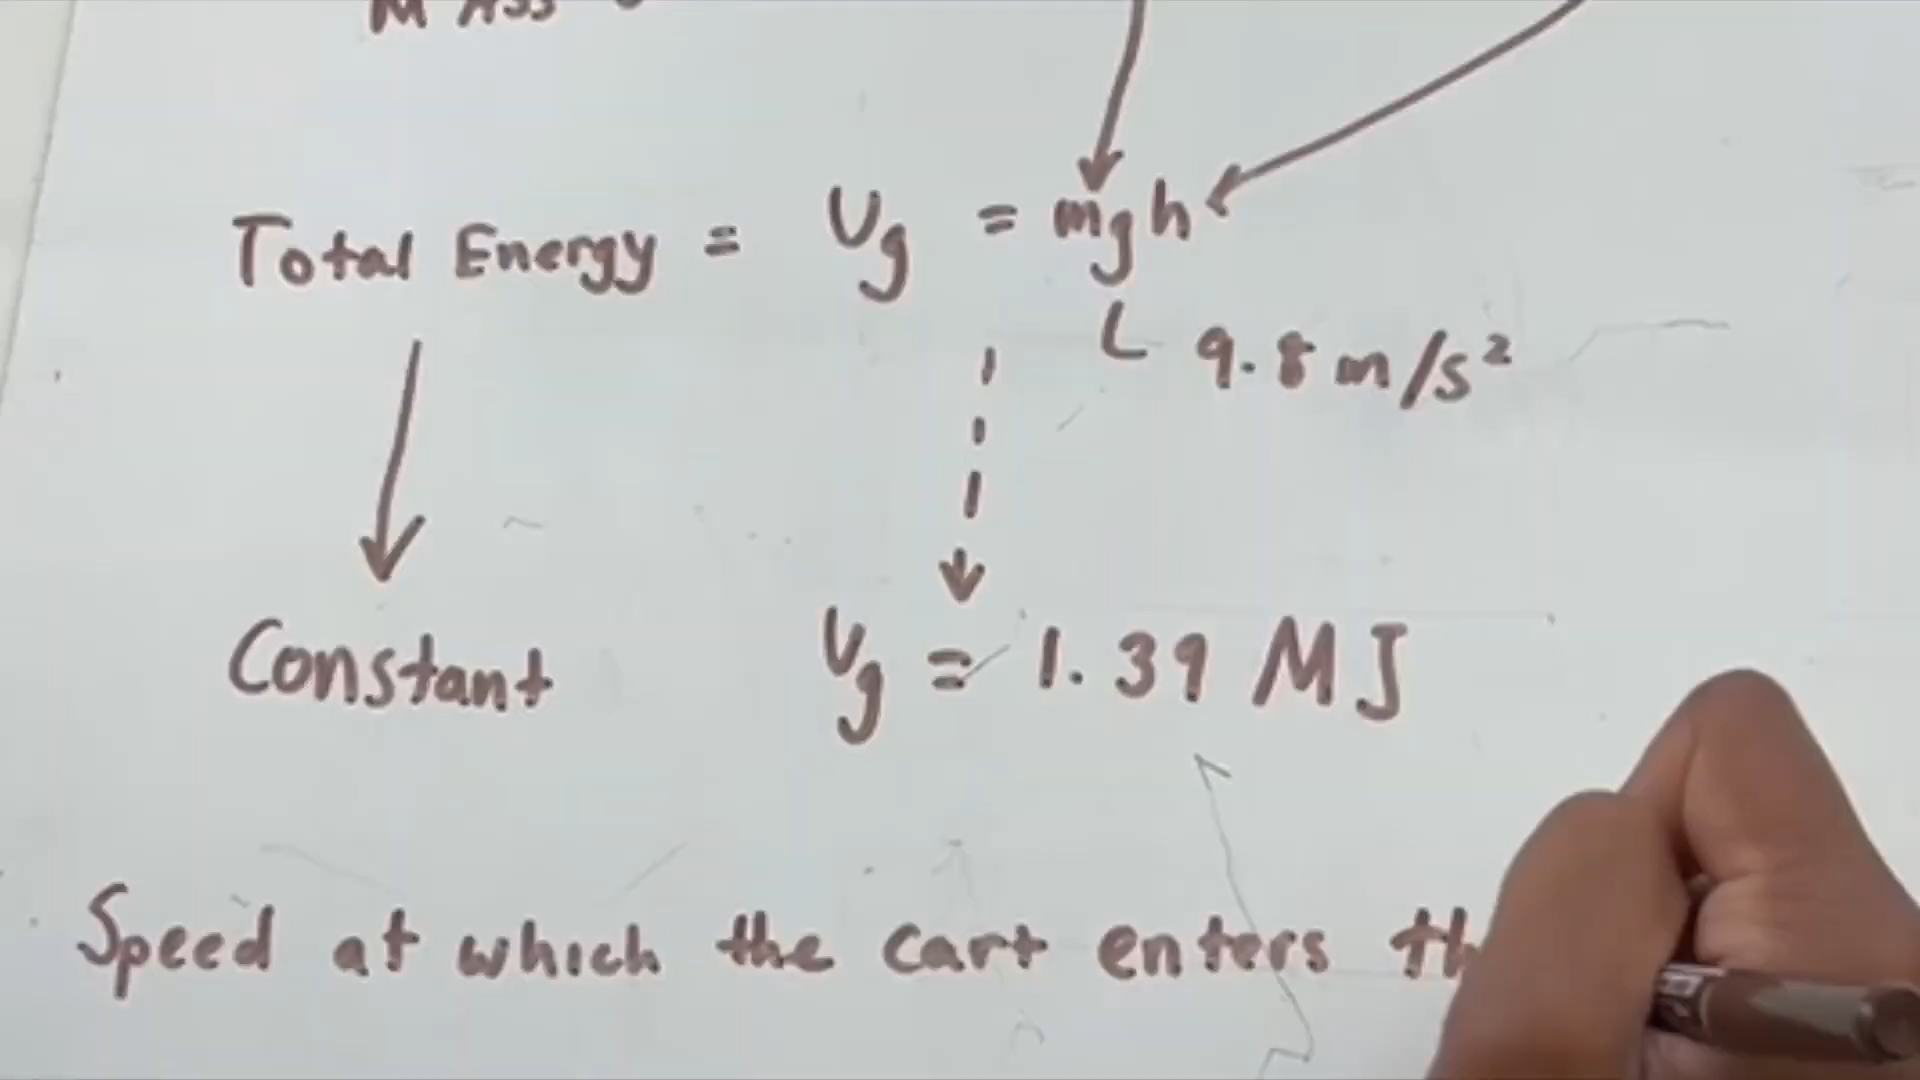 Mass
Total Energy = Ug = mgh
9.8 m/s²
Constant
Ug = 1.39 MJ
Speed at which the cart enters th